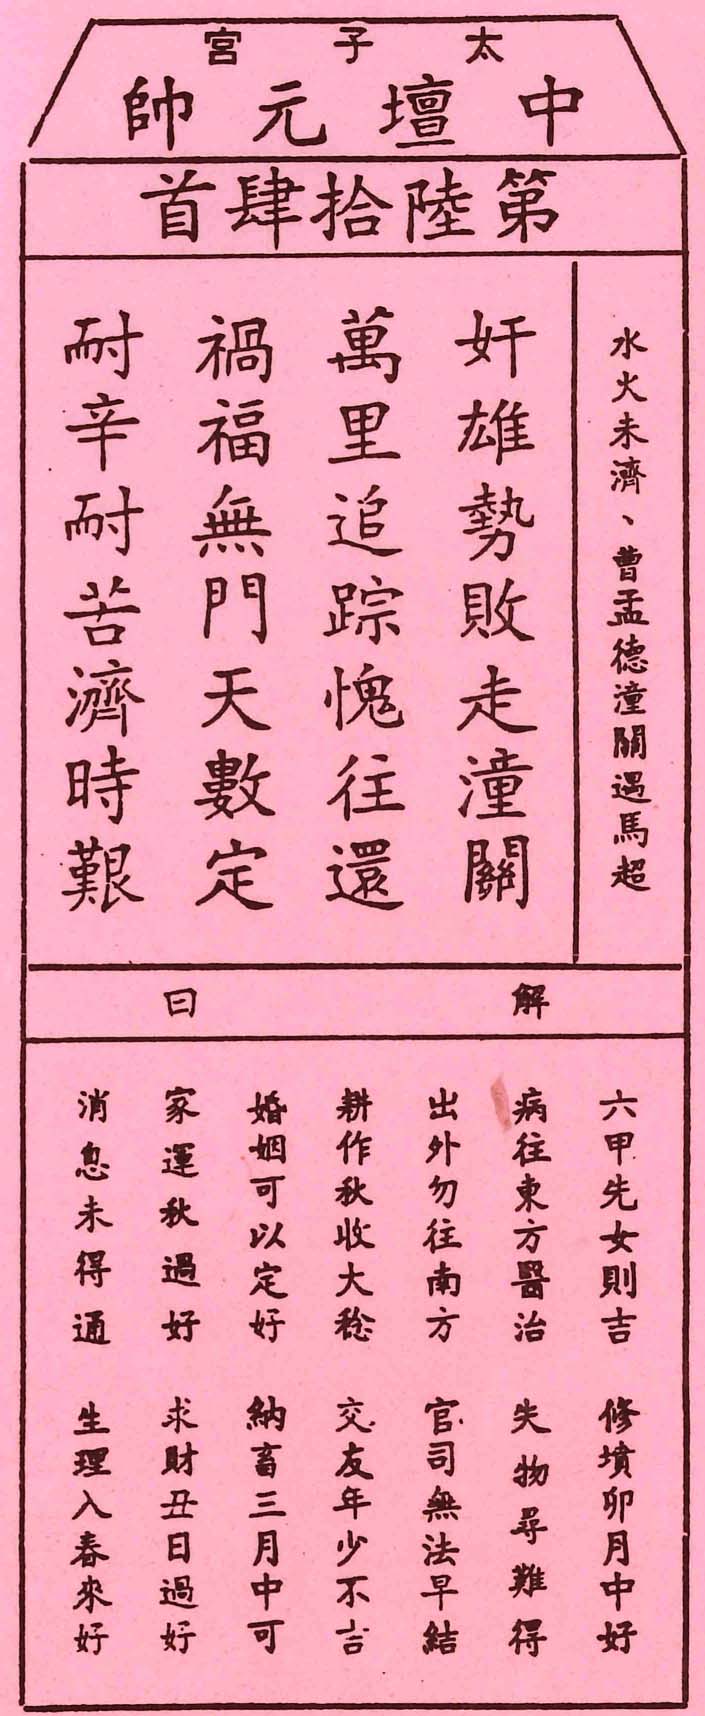 太子宮
中壇元帥
第陸拾肆首
水火未濟、曹孟德潼關遇馬超
奸雄勢敗走潼關
萬里追踪愧往還
禍福無門天數定
耐辛耐苦濟時艱
解曰
六甲先女則吉
病往東方醫治
出外勿往南方
耕作秋收大稔
婚姻可以定好
家運秋過好
消息未得通
修墳卯月中好
失物尋難得
官司無法早結
交友年少不吉
納畜三月中可
求財丑日過好
生理入春來好